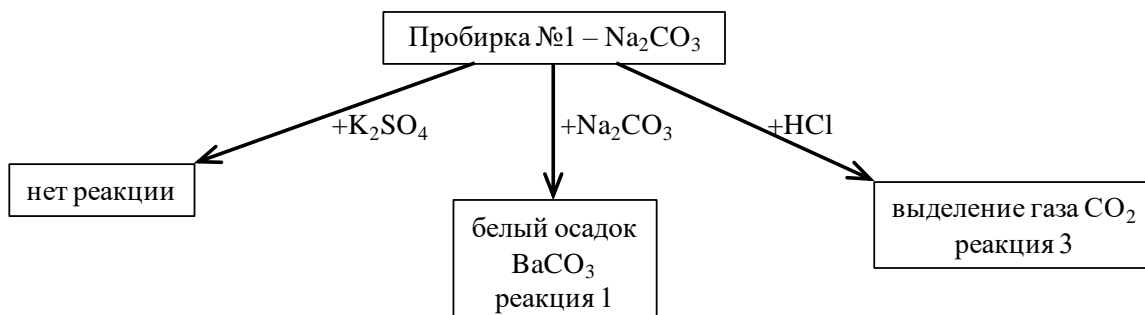 Пробирка №1 – Na₂CO₃
+K₂SO₄
+Na₂CO₃
+HCl
нет реакции
белый осадок
BaCO₃
реакция 1
выделение газа CO₂
реакция 3